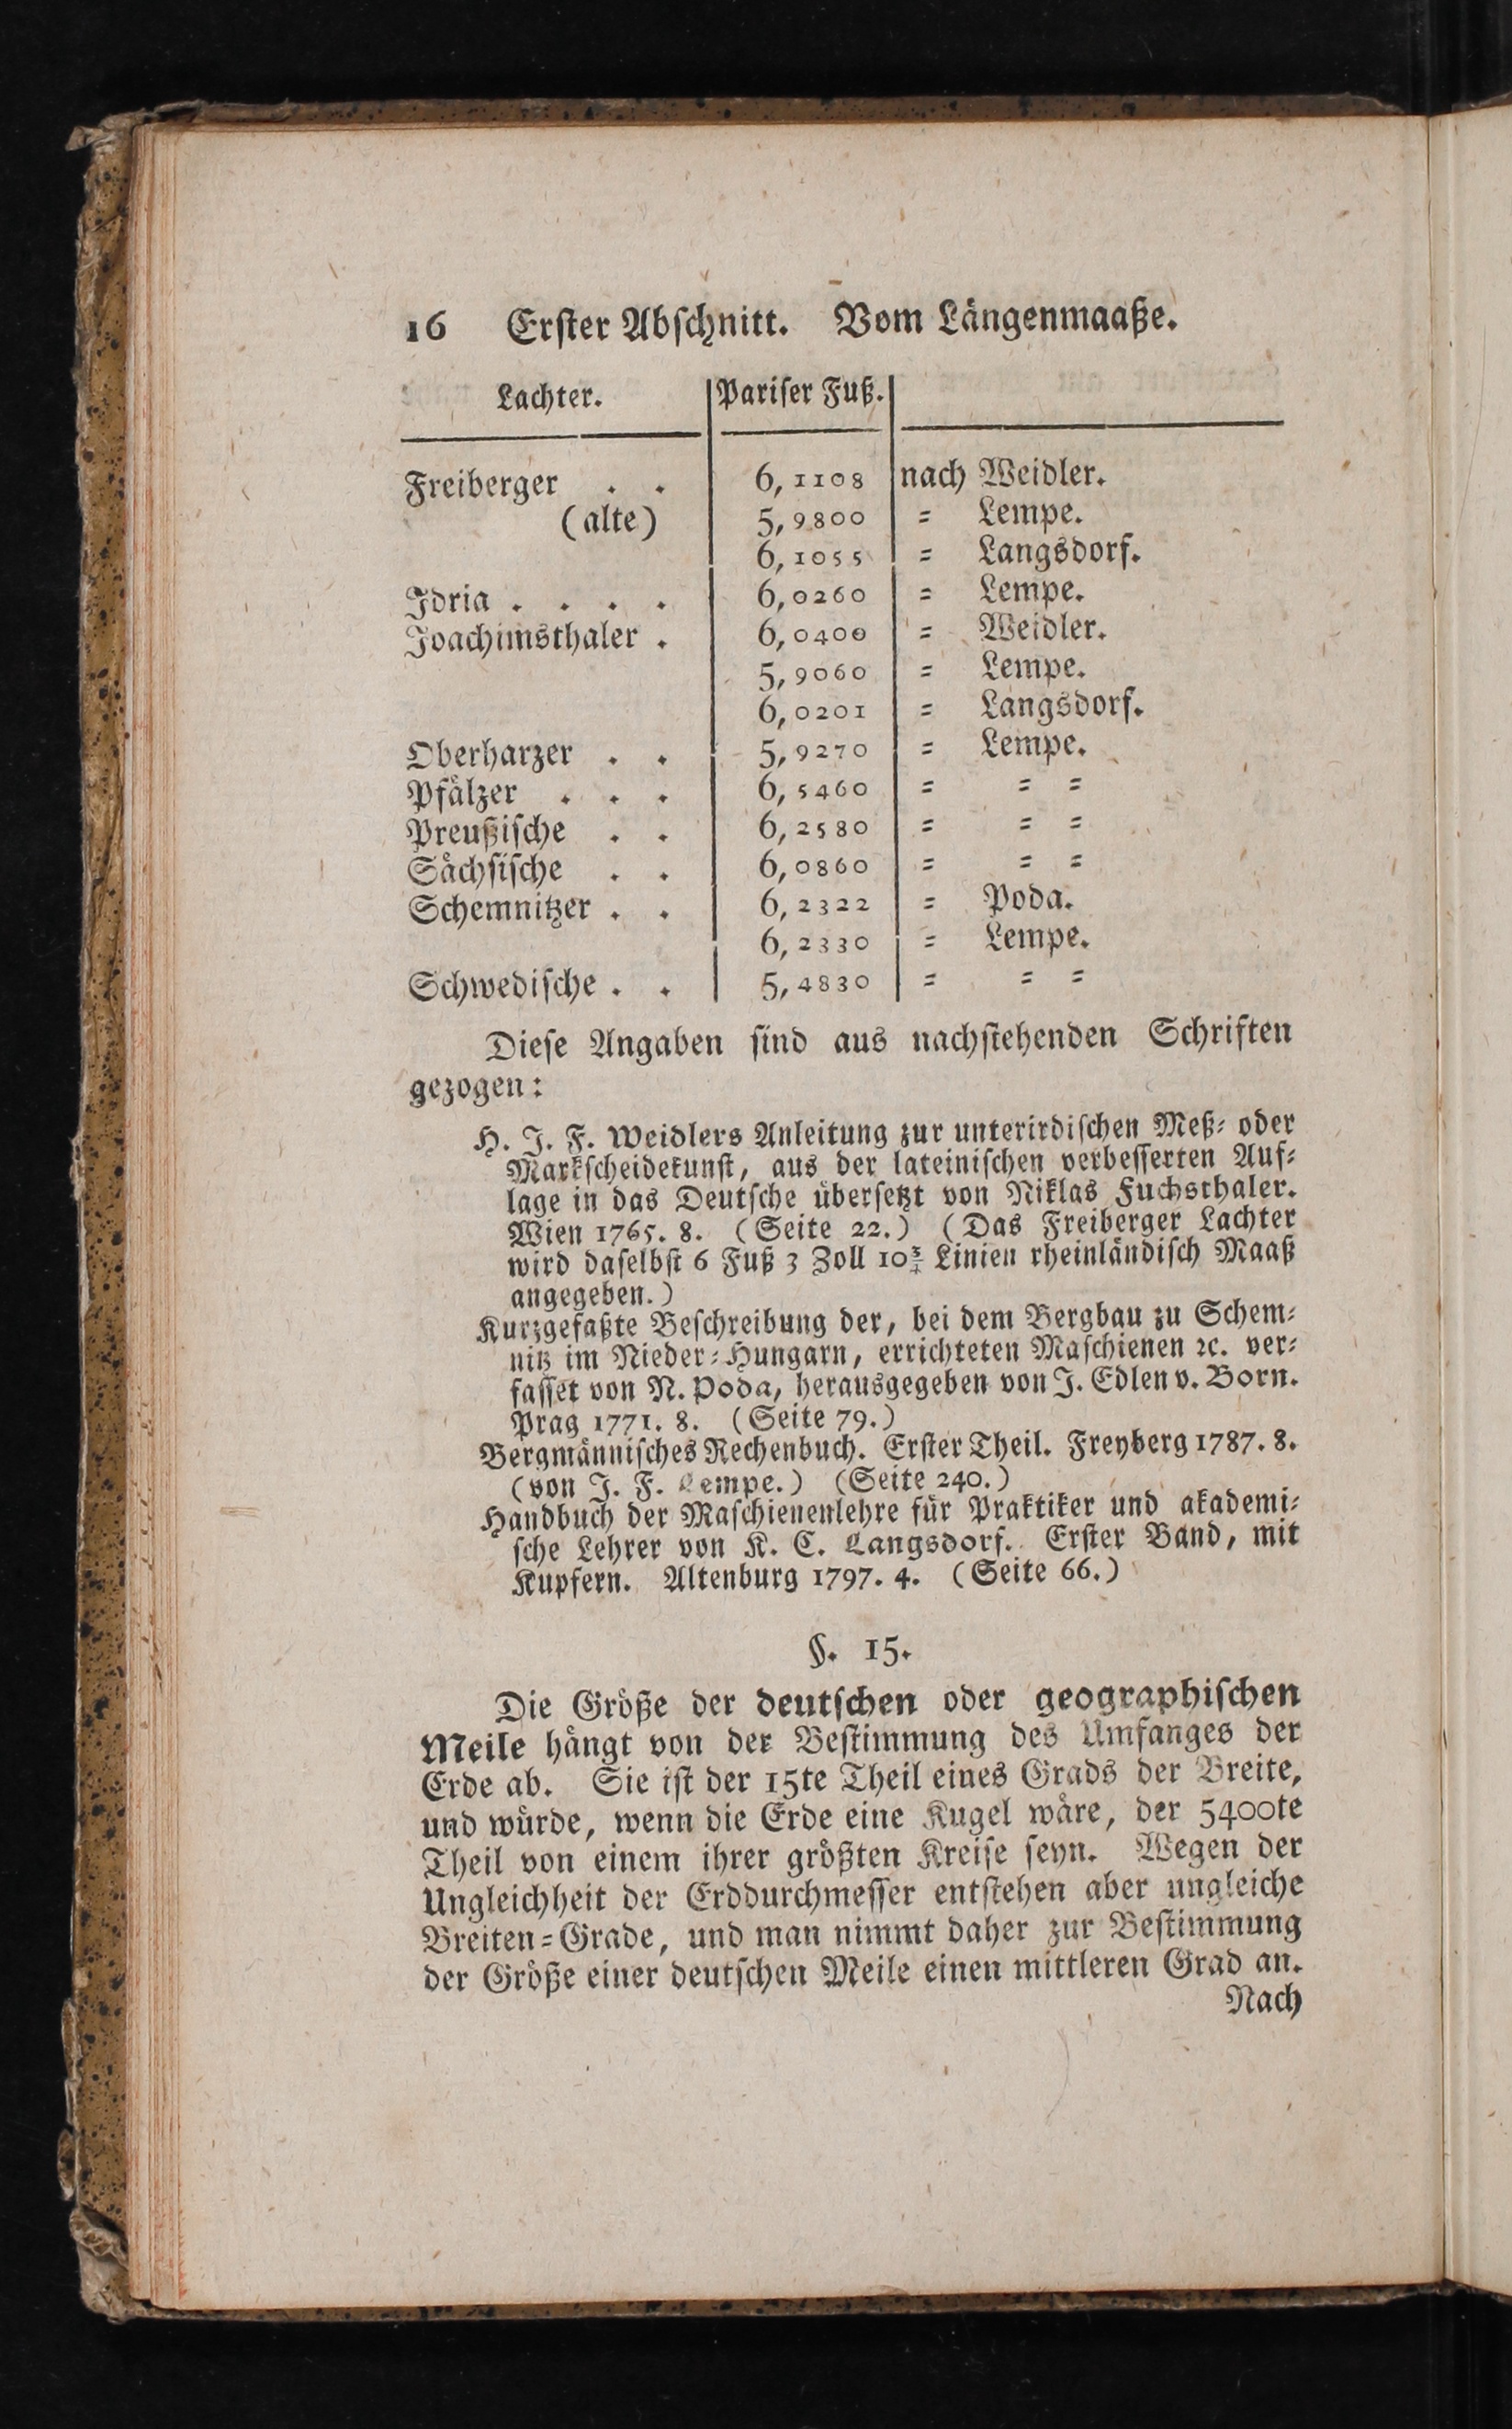 16 Erſter Abſchnitt. Vom Längenmaaße.
Lachter. Pariſer Fuß.
Freiberger . . 6,1108 nach Weidler.
(alte) 5,9800 = Lempe.
6,1055 = Langsdorf.
Idria . . . . 6,0260 = Lempe.
Joachimsthaler . 6,0400 = Weidler.
5,9060 = Lempe.
6,0201 = Langsdorf.
Oberharzer . . 5,9270 = Lempe.
Pfälzer . . . 6,5460 = = =
Preußiſche . . 6,2580 = = =
Sächſiſche . . 6,0860 = = =
Schemnitzer . . 6,2322 = Poda.
6,2330 = Lempe.
Schwediſche . . 5,4830 = = =
Dieſe Angaben ſind aus nachſtehenden Schriften
gezogen:
H. J. F. Weidlers Anleitung zur unterirdiſchen Meß= oder
Markſcheidekunſt, aus der lateiniſchen verbeſſerten Auf=
lage in das Deutſche überſetzt von Niklas Fuchsthaler.
Wien 1765. 8. (Seite 22.) (Das Freiberger Lachter
wird daſelbſt 6 Fuß 3 Zoll 10¾ Linien rheinländiſch Maaß
angegeben.)
Kurzgefaßte Beſchreibung der, bei dem Bergbau zu Schem=
nitz im Nieder=Hungarn, errichteten Maſchienen ꝛc. ver=
faſſet von N. Poda, herausgegeben von J. Edlen v. Born.
Prag 1771. 8. (Seite 79.)
Bergmänniſches Rechenbuch. Erſter Theil. Freyberg 1787. 8.
(von J. F. Lempe.) (Seite 240.)
Handbuch der Maſchienenlehre für Praktiker und akademi=
ſche Lehrer von K. C. Langsdorf. Erſter Band, mit
Kupfern. Altenburg 1797. 4. (Seite 66.)
§. 15.
Die Größe der deutſchen oder geographiſchen
Meile hängt von der Beſtimmung des Umfanges der
Erde ab. Sie iſt der 15te Theil eines Grads der Breite,
und würde, wenn die Erde eine Kugel wäre, der 5400te
Theil von einem ihrer größten Kreiſe ſeyn. Wegen der
Ungleichheit der Erddurchmeſſer entſtehen aber ungleiche
Breiten=Grade, und man nimmt daher zur Beſtimmung
der Größe einer deutſchen Meile einen mittleren Grad an.
Nach